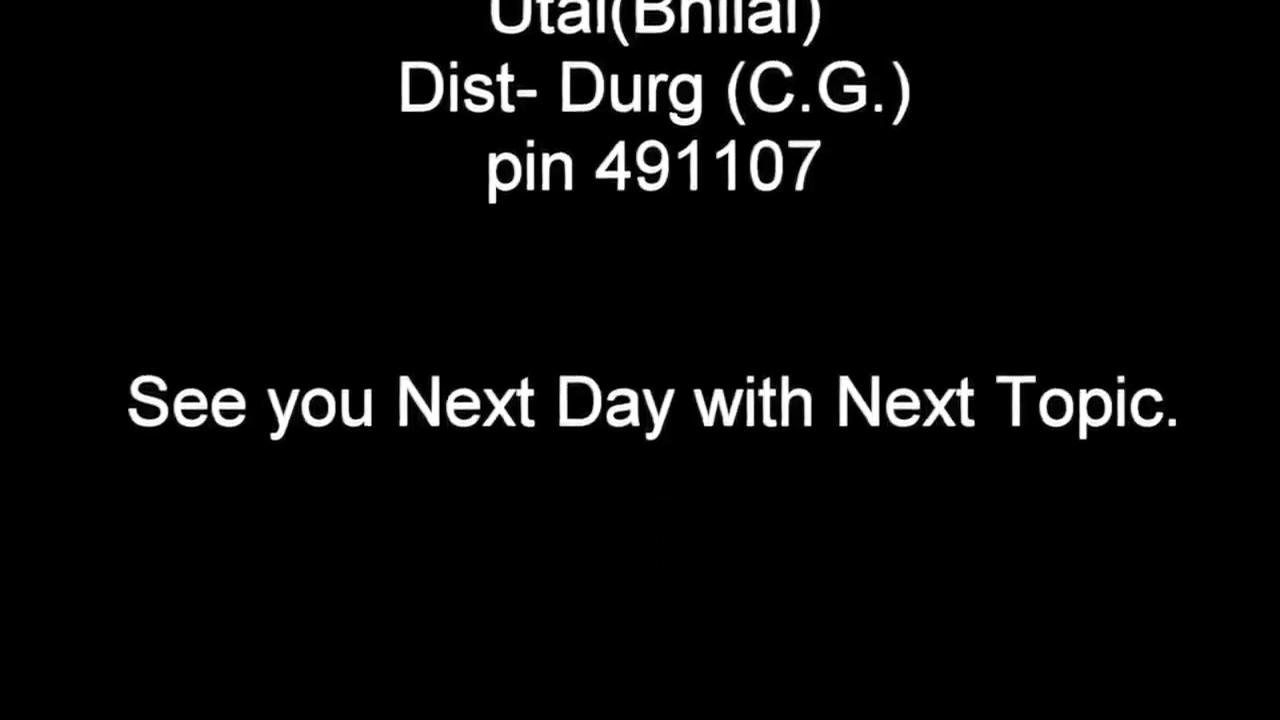 Utai(Bhilai)
Dist- Durg (C.G.)
pin 491107
See you Next Day with Next Topic.